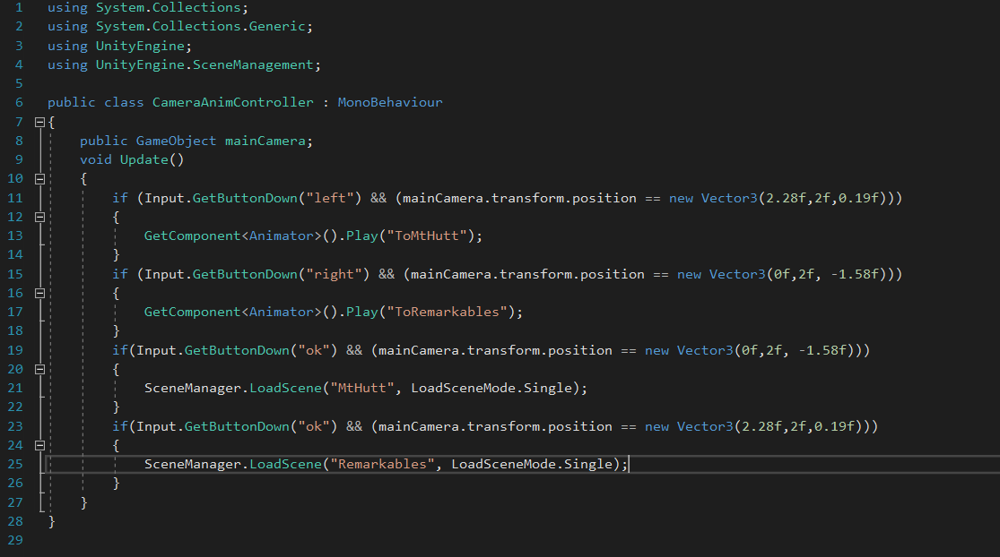 1 using System.Collections;
2 using System.Collections.Generic;
3 using UnityEngine;
4 using UnityEngine.SceneManagement;
5
6 public class CameraAnimController : MonoBehaviour
7 {
8 public GameObject mainCamera;
9 void Update()
10 {
11 if (Input.GetButtonDown("left") && (mainCamera.transform.position == new Vector3(2.28f,2f,0.19f)))
12 {
13 GetComponent<Animator>().Play("ToMtHutt");
14 }
15 if (Input.GetButtonDown("right") && (mainCamera.transform.position == new Vector3(0f,2f, -1.58f)))
16 {
17 GetComponent<Animator>().Play("ToRemarkables");
18 }
19 if(Input.GetButtonDown("ok") && (mainCamera.transform.position == new Vector3(0f,2f, -1.58f)))
20 {
21 SceneManager.LoadScene("MtHutt", LoadSceneMode.Single);
22 }
23 if(Input.GetButtonDown("ok") && (mainCamera.transform.position == new Vector3(2.28f,2f,0.19f)))
24 {
25 SceneManager.LoadScene("Remarkables", LoadSceneMode.Single);
26 }
27 }
28 }
29